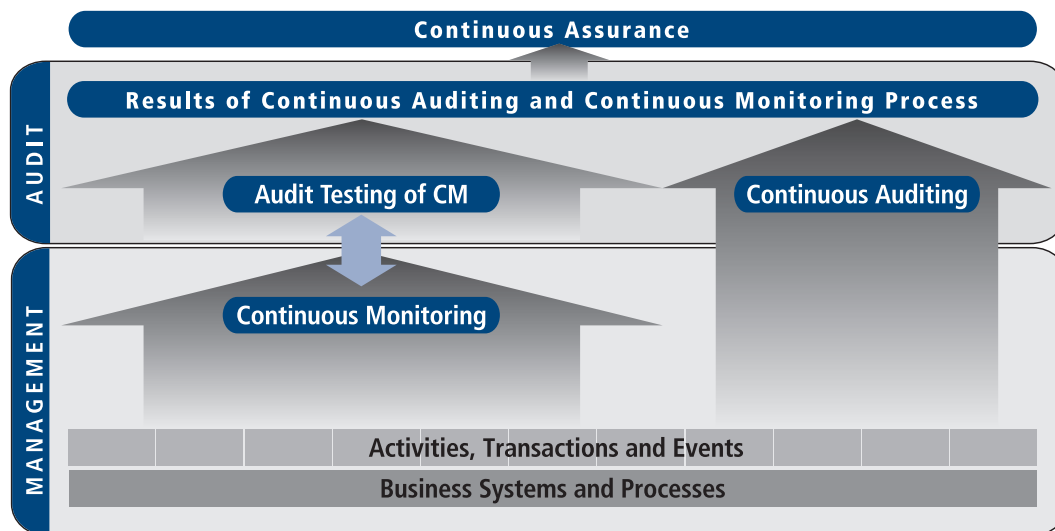 Continuous Assurance
AUDIT
Results of Continuous Auditing and Continuous Monitoring Process
Audit Testing of CM
Continuous Auditing
MANAGEMENT
Continuous Monitoring
Activities, Transactions and Events
Business Systems and Processes